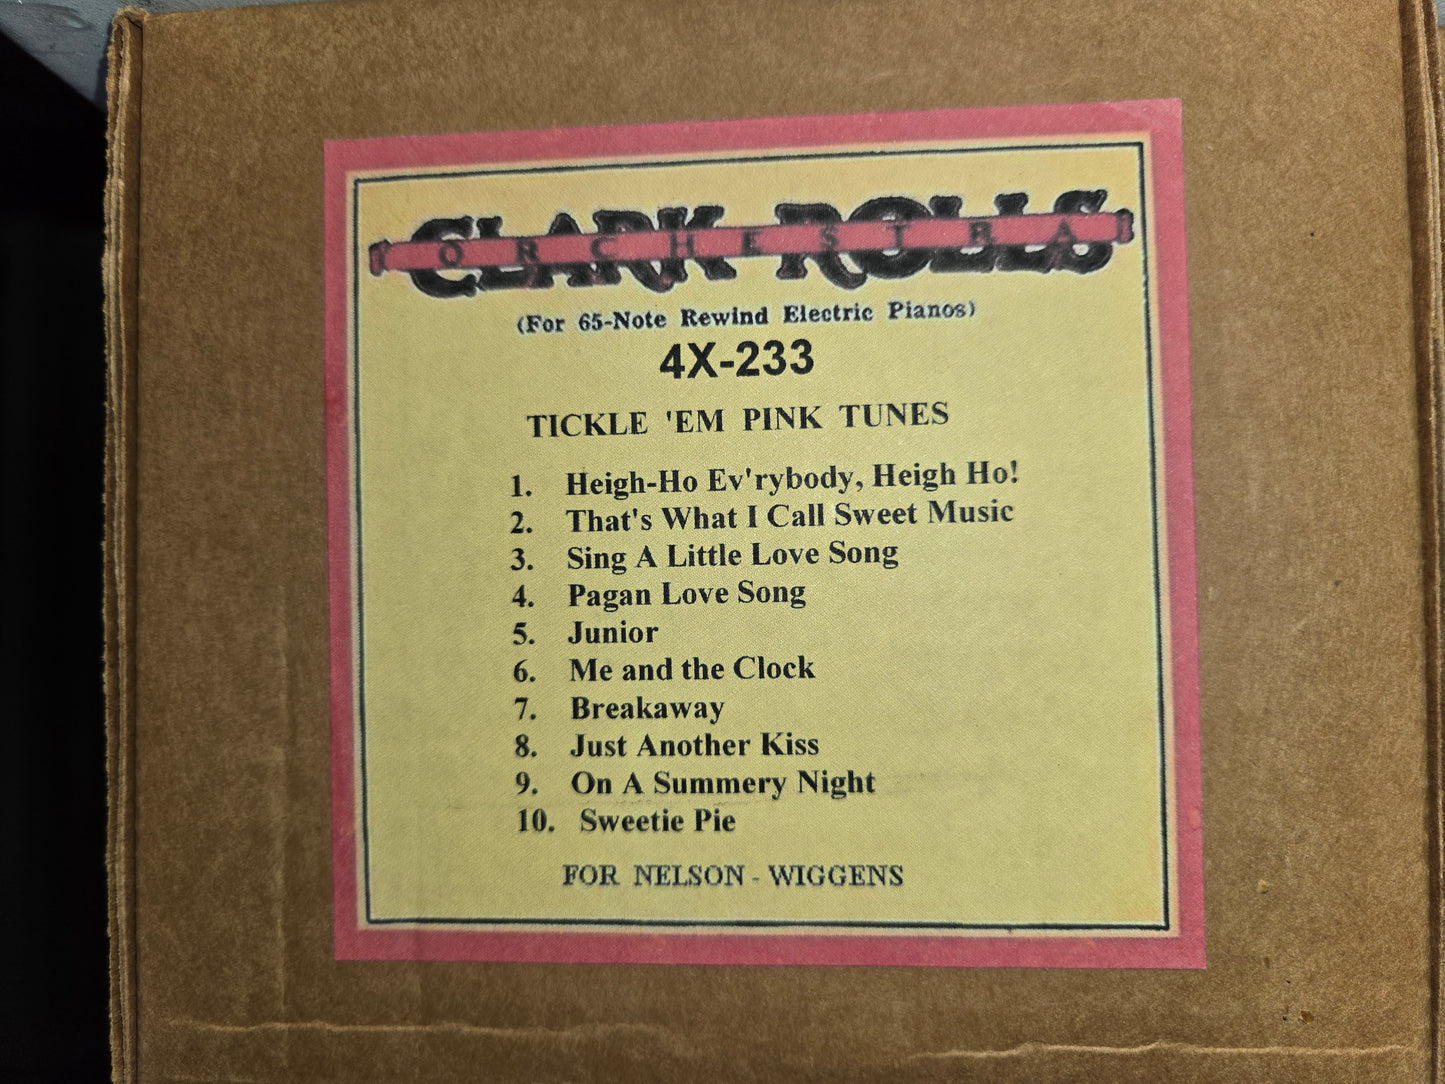 CLARK ROLLS
ORCHESTRA
(For 65-Note Rewind Electric Pianos)
4X-233
TICKLE 'EM PINK TUNES
1. Heigh-Ho Ev'rybody, Heigh Ho!
2. That's What I Call Sweet Music
3. Sing A Little Love Song
4. Pagan Love Song
5. Junior
6. Me and the Clock
7. Breakaway
8. Just Another Kiss
9. On A Summery Night
10. Sweetie Pie
FOR NELSON - WIGGENS